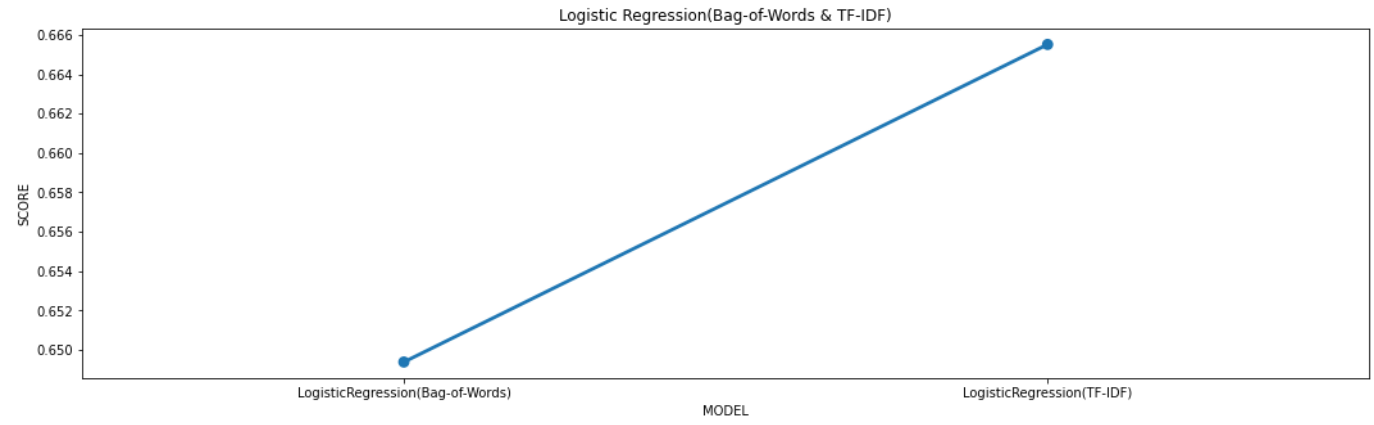 Logistic Regression(Bag-of-Words & TF-IDF)
0.666
0.664
0.662
0.660
0.658
0.656
0.654
0.652
0.650
SCORE
LogisticRegression(Bag-of-Words)
LogisticRegression(TF-IDF)
MODEL